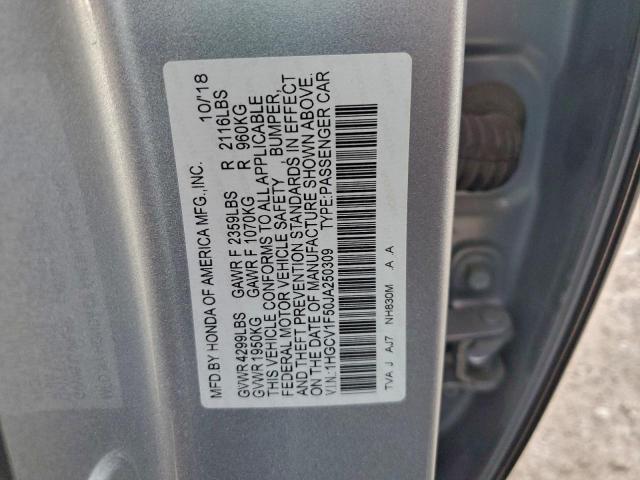 MFD.BY HONDA OF AMERICA MFG.,INC. 10/18
GVWR 4299LBS GAWR F 2359LBS R 2116LBS
GVWR 1950KG GAWR F 1070KG R 960KG
THIS VEHICLE CONFORMS TO ALL APPLICABLE
FEDERAL MOTOR VEHICLE SAFETY , BUMPER,
AND THEFT PREVENTION STANDARDS IN EFFECT
ON THE DATE OF MANUFACTURE SHOWN ABOVE.
V.I.N.:1HGCV1F50JA250309 TYPE:PASSENGER CAR
TVA J AJ7 NH830M A .A